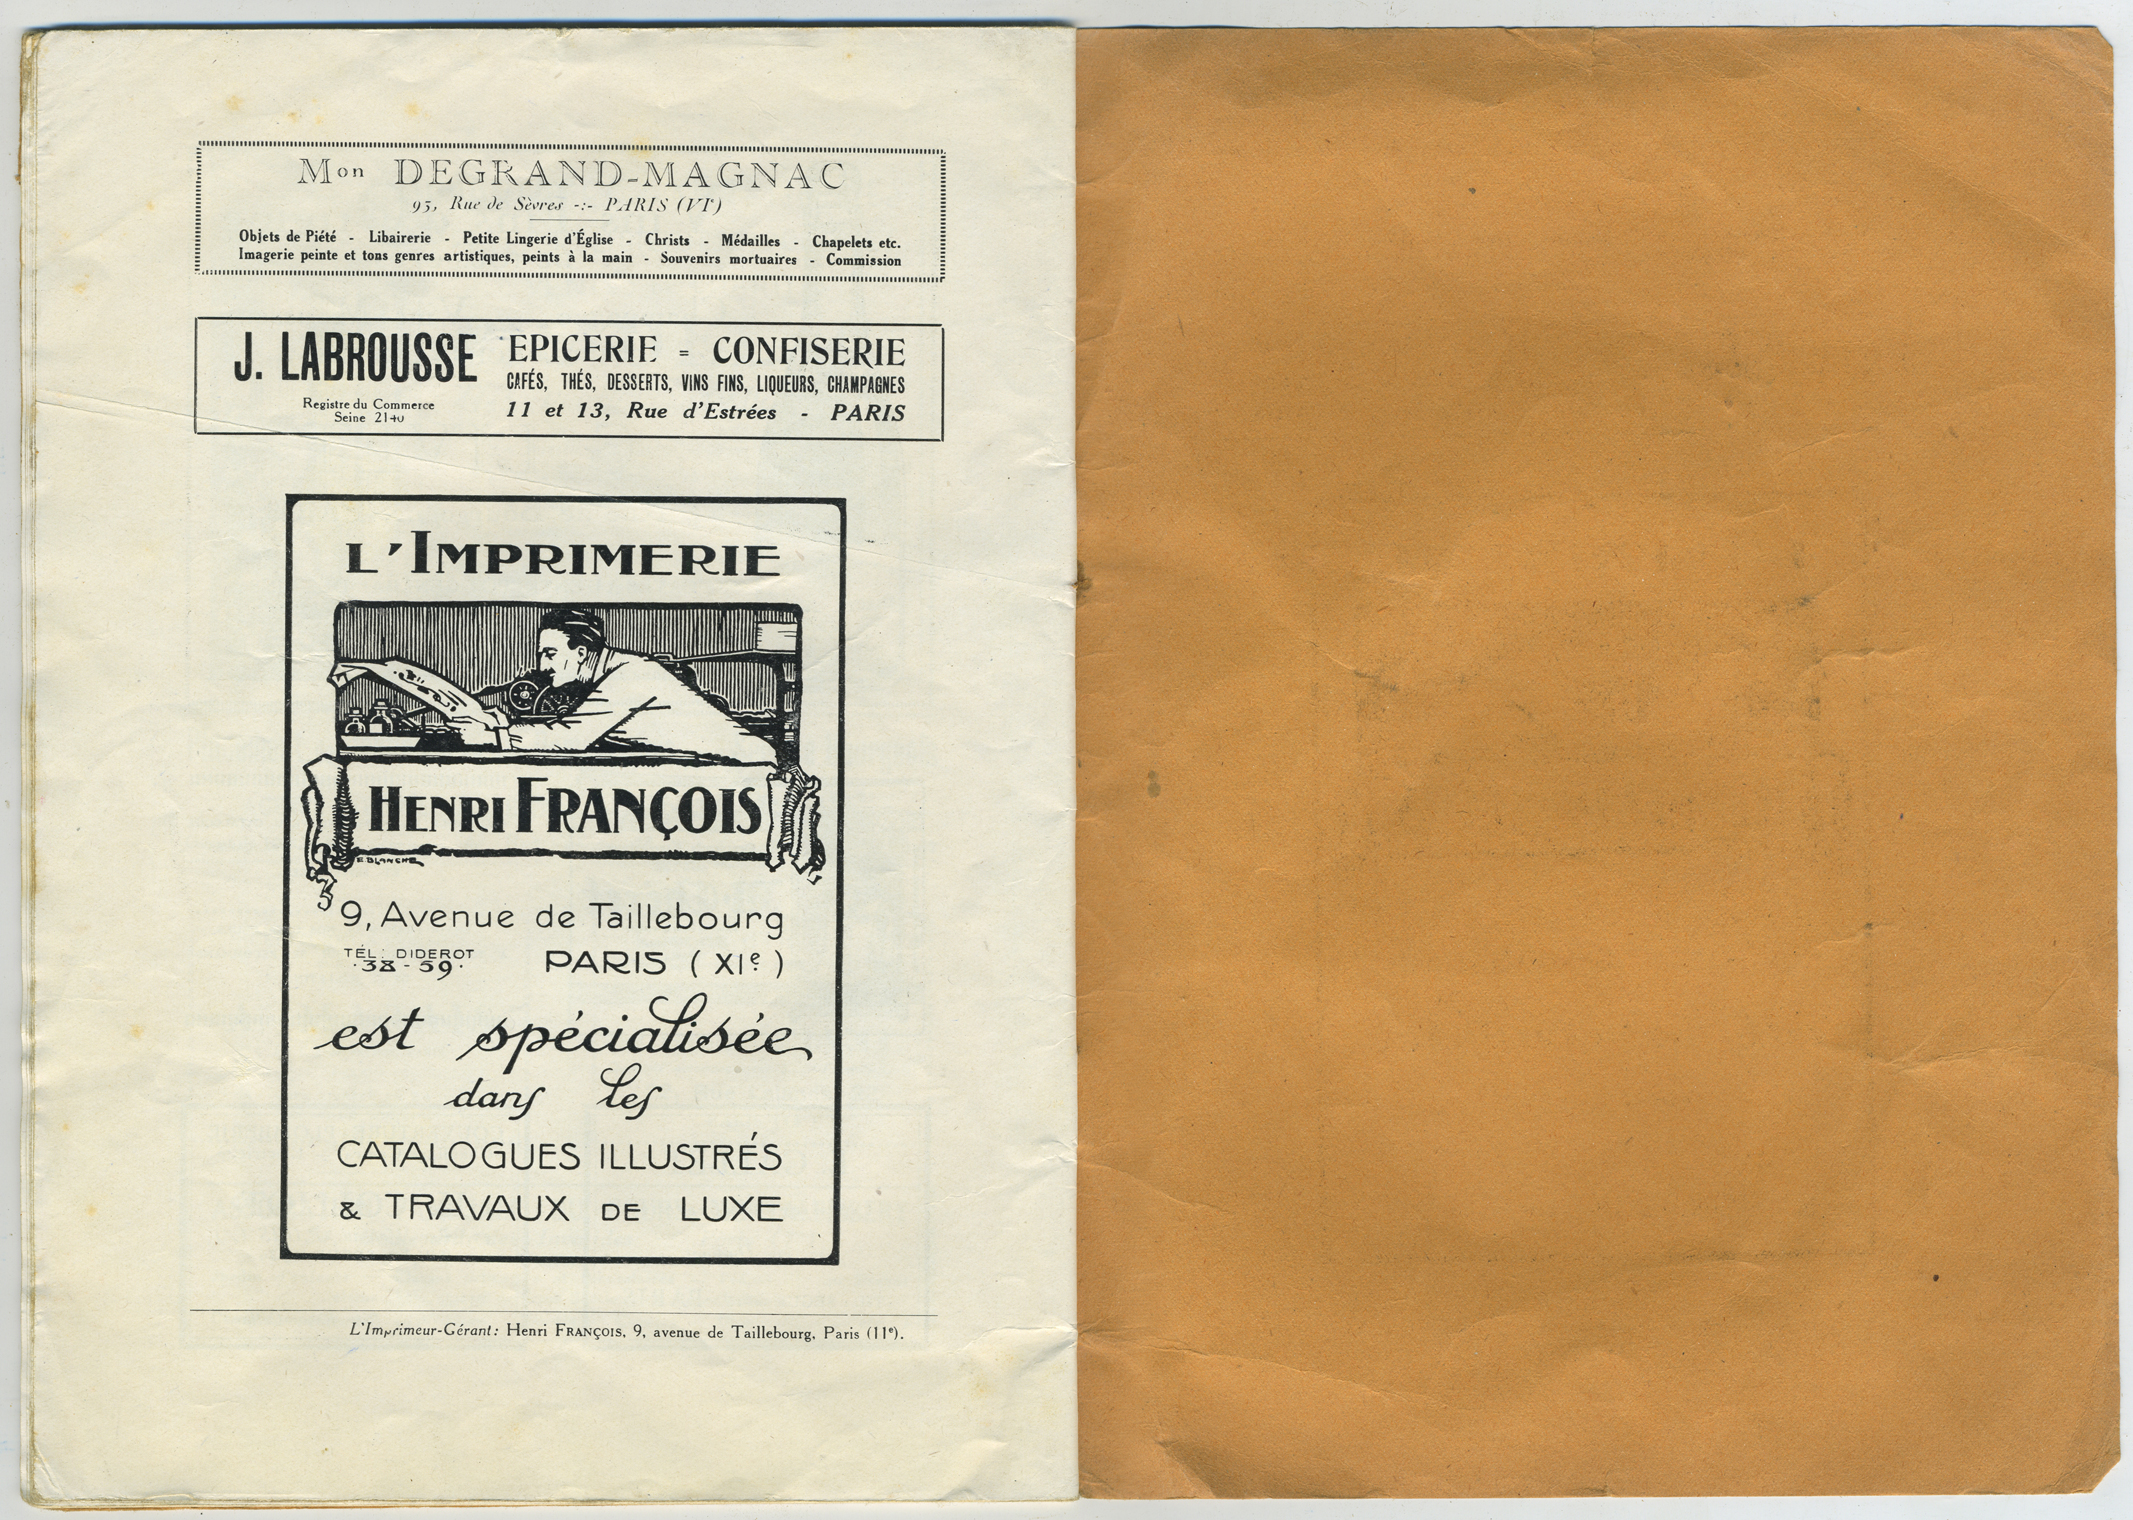 Mon DEGRAND-MAGNAC
93, Rue de Sèvres -:- PARIS (VIe)
Objets de Piété - Libairerie - Petite Lingerie d'Église - Christs - Médailles - Chapelets etc.
Imagerie peinte et tons genres artistiques, peints à la main - Souvenirs mortuaires - Commission
J. LABROUSSE
Registre du Commerce
Seine 2140
EPICERIE = CONFISERIE
CAFÉS, THÉS, DESSERTS, VINS FINS, LIQUEURS, CHAMPAGNES
11 et 13, Rue d'Estrées - PARIS
L'IMPRIMERIE
HENRI FRANÇOIS
E. BLANCHE
9, Avenue de Taillebourg
TÉL: DIDEROT
·38-59·
PARIS (XIe)
est spécialisée
dans les
CATALOGUES ILLUSTRÉS
& TRAVAUX DE LUXE
L'Imprimeur-Gérant: Henri FRANÇOIS, 9, avenue de Taillebourg, Paris (11e).